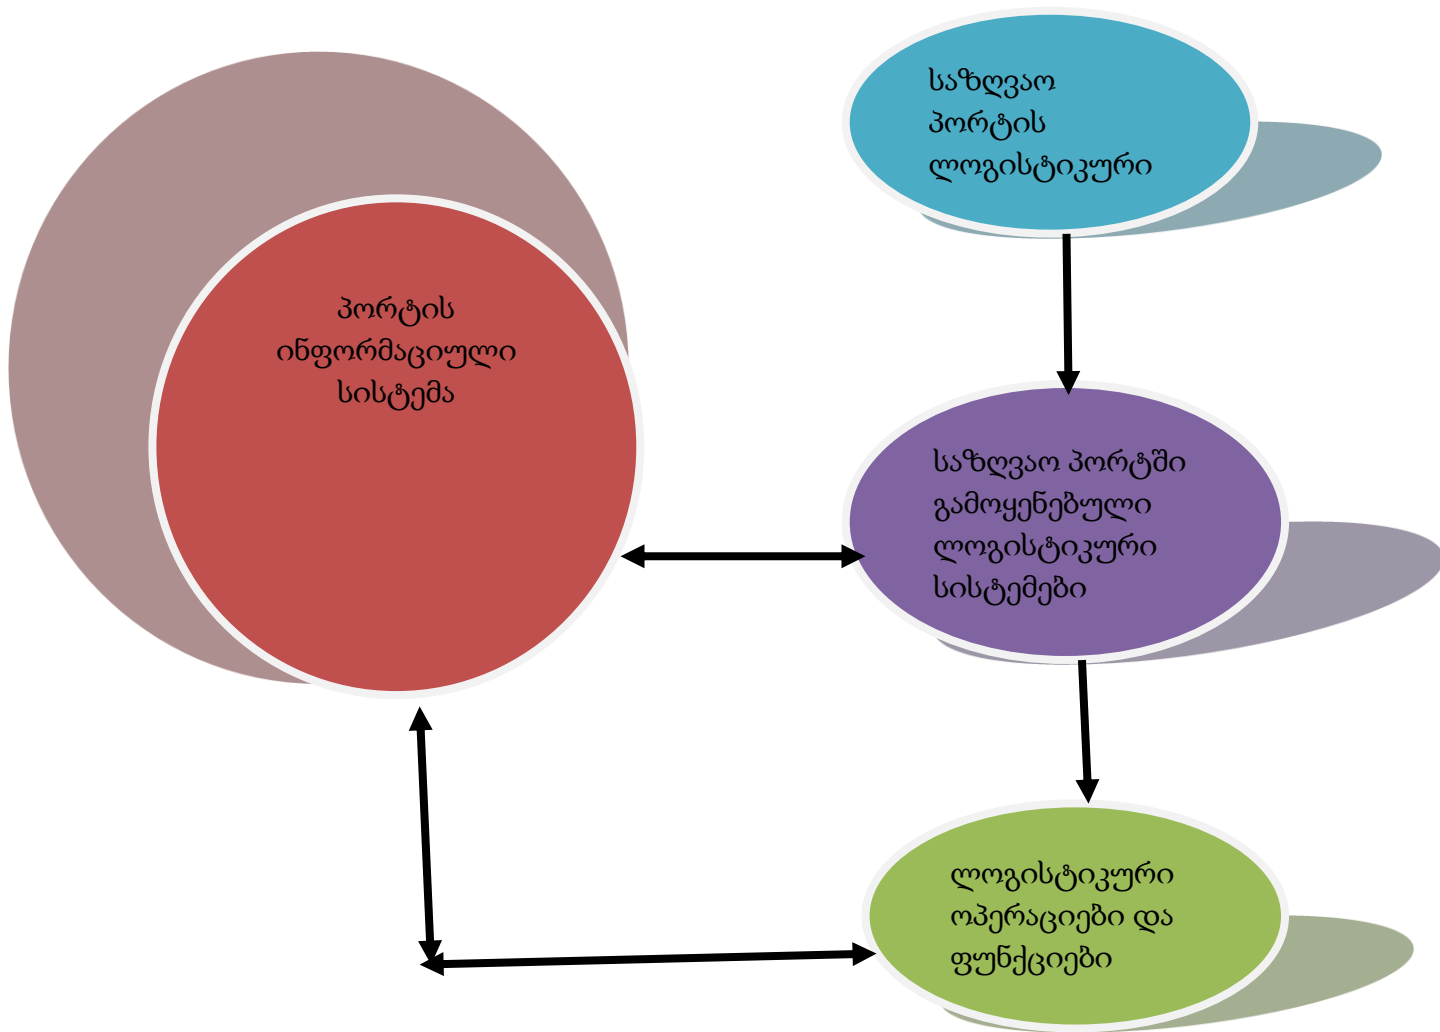 საზღვაო
პორტის
ლოგისტიკური
პორტის
ინფორმაციული
სისტემა
საზღვაო პორტში
გამოყენებული
ლოგისტიკური
სისტემები
ლოგისტიკური
ოპერაციები და
ფუნქციები